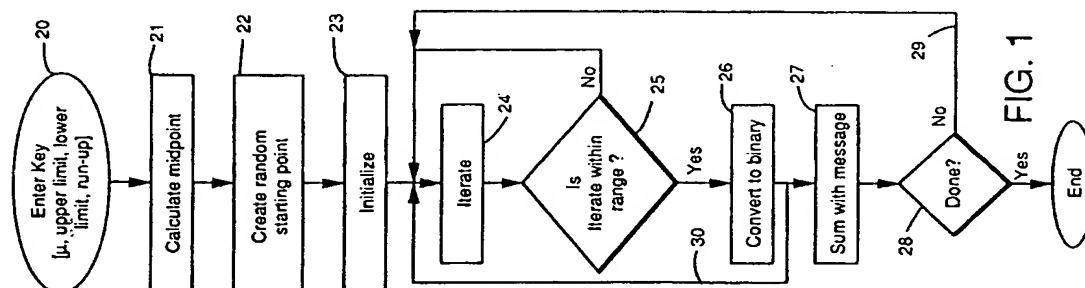 20
Enter Key
[μ, upper limit, lower
limit, run-up]
21
Calculate midpoint
22
Create random
starting point
23
Initialize
24
Iterate
No
25
Is
Iterate within
range ?
Yes
26
Convert to binary
30
27
Sum with message
28
Done?
No
29
Yes
End
FIG. 1